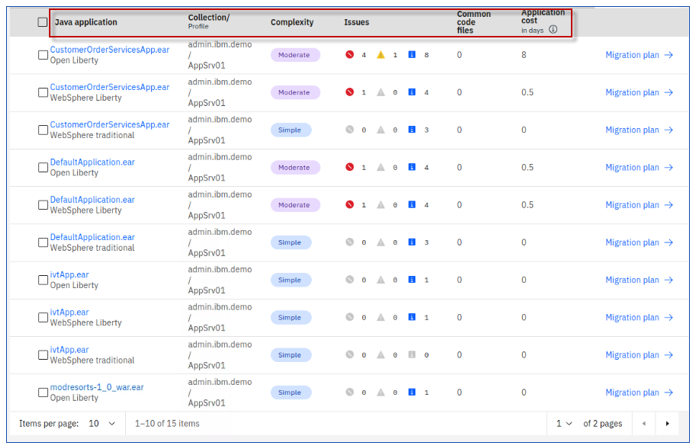 Java application Collection/ Profile Complexity Issues Common code files Application cost in days
CustomerOrderServicesApp.ear Open Liberty admin.ibm.demo / AppSrv01 Moderate 4 1 8 0 8 Migration plan →
CustomerOrderServicesApp.ear WebSphere Liberty admin.ibm.demo / AppSrv01 Moderate 1 0 4 0 0.5 Migration plan →
CustomerOrderServicesApp.ear WebSphere traditional admin.ibm.demo / AppSrv01 Simple 0 0 3 0 0 Migration plan →
DefaultApplication.ear Open Liberty admin.ibm.demo / AppSrv01 Moderate 1 0 4 0 0.5 Migration plan →
DefaultApplication.ear WebSphere Liberty admin.ibm.demo / AppSrv01 Moderate 1 0 4 0 0.5 Migration plan →
DefaultApplication.ear WebSphere traditional admin.ibm.demo / AppSrv01 Simple 0 0 3 0 0 Migration plan →
ivtApp.ear Open Liberty admin.ibm.demo / AppSrv01 Simple 0 0 1 0 0 Migration plan →
ivtApp.ear WebSphere Liberty admin.ibm.demo / AppSrv01 Simple 0 0 1 0 0 Migration plan →
ivtApp.ear WebSphere traditional admin.ibm.demo / AppSrv01 Simple 0 0 0 0 0 Migration plan →
modresorts-1_0_war.ear Open Liberty admin.ibm.demo / AppSrv01 Simple 0 0 1 0 0 Migration plan →
Items per page: 10 1–10 of 15 items 1 of 2 pages